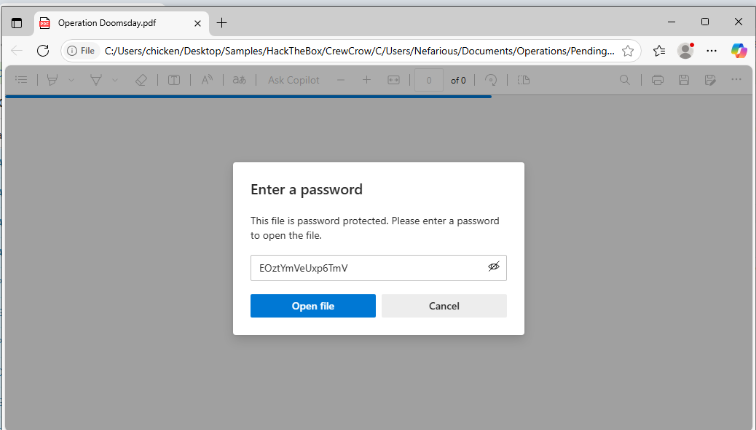 Operation Doomsday.pdf
File C:/Users/chicken/Desktop/Samples/HackTheBox/CrewCrow/C/Users/Nefarious/Documents/Operations/Pending...
Ask Copilot 0 of 0
Enter a password
This file is password protected. Please enter a password
to open the file.
EOztYmVeUxp6TmV
Open file Cancel